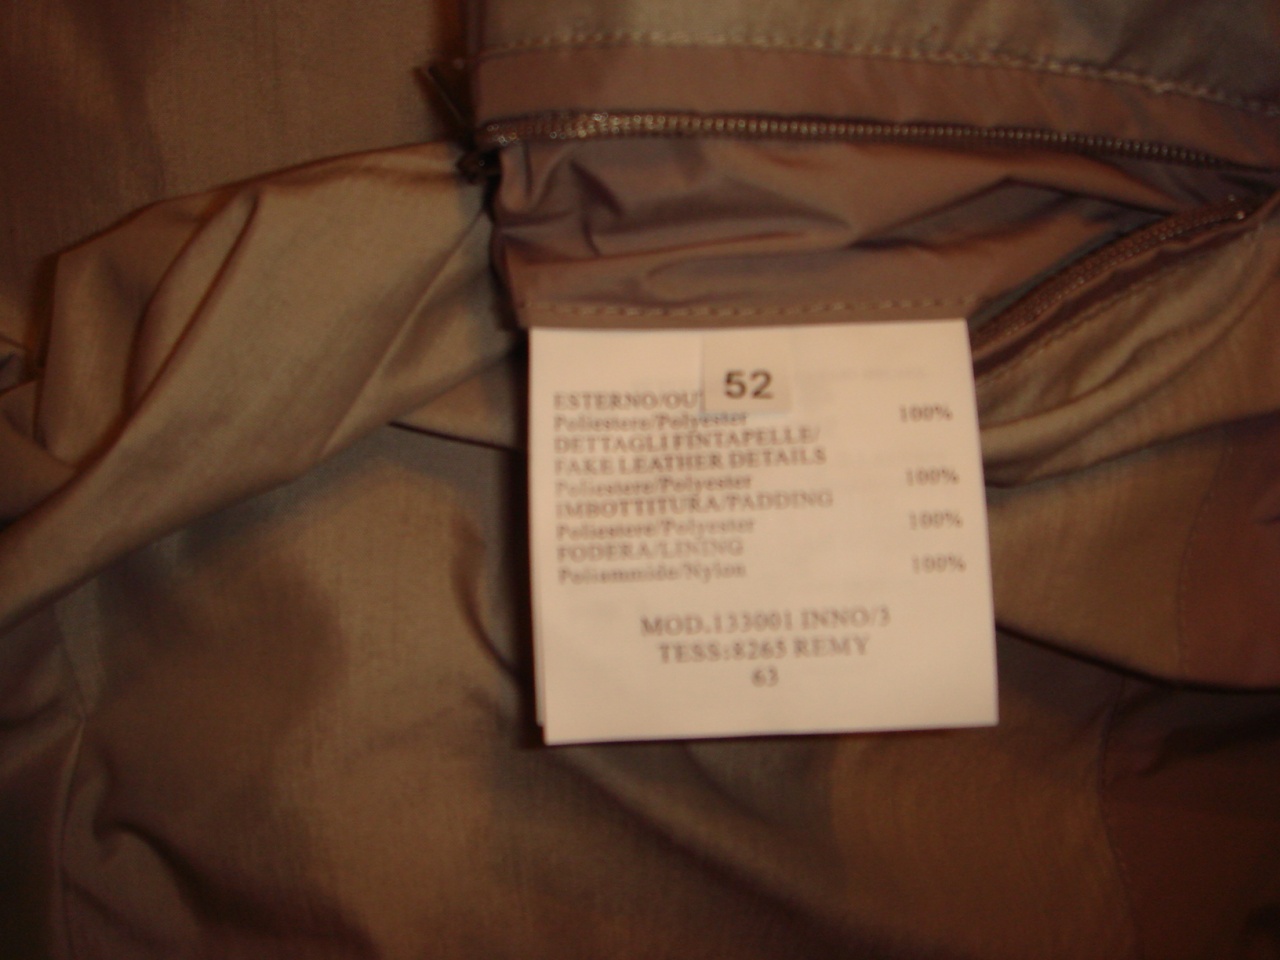 52
ESTERNO/OU
Poliestere/Polyester 100%
DETTAGLI FINTAPELLE/
FAKE LEATHER DETAILS
Poliestere/Polyester 100%
IMBOTTITURA/PADDING
Poliestere/Polyester 100%
FODERA/LINING
Poliammide/Nylon 100%
MOD.133001 INNO/3
TESS:8265 REMY
63